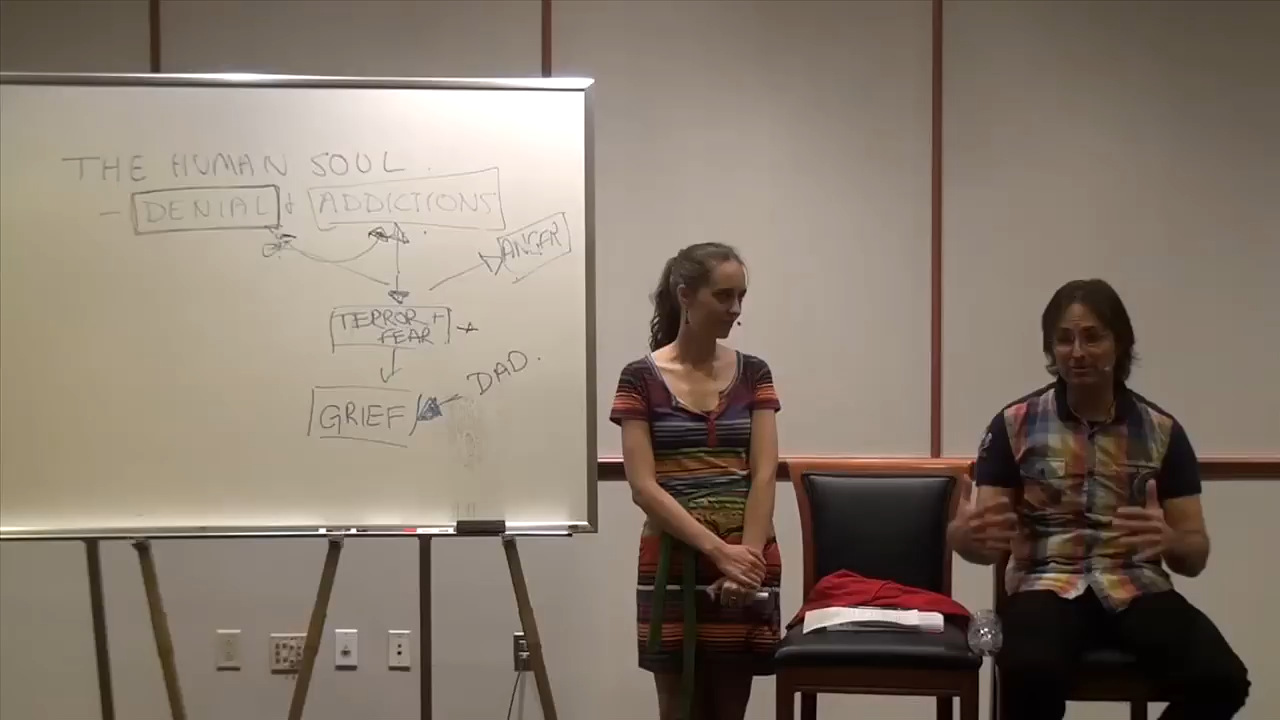 THE HUMAN SOUL.
- DENIAL & ADDICTIONS
ANGER
TERROR +
FEAR
DAD.
GRIEF